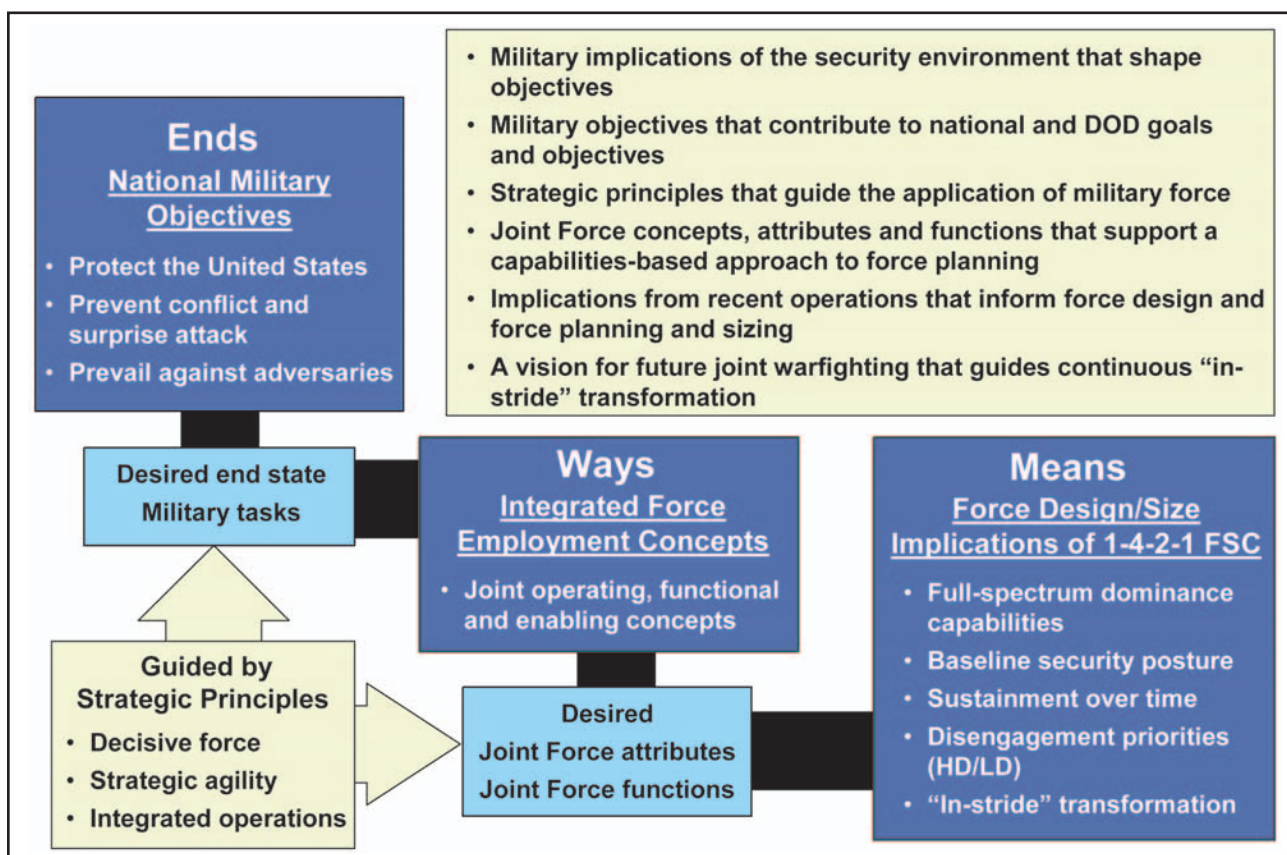 • Military implications of the security environment that shape
objectives
• Military objectives that contribute to national and DOD goals
and objectives
• Strategic principles that guide the application of military force
• Joint Force concepts, attributes and functions that support a
capabilities-based approach to force planning
• Implications from recent operations that inform force design and
force planning and sizing
• A vision for future joint warfighting that guides continuous “in-
stride” transformation
Ends
National Military
Objectives
• Protect the United States
• Prevent conflict and
surprise attack
• Prevail against adversaries
Desired end state
Military tasks
Ways
Integrated Force
Employment Concepts
• Joint operating, functional
and enabling concepts
Means
Force Design/Size
Implications of 1-4-2-1 FSC
• Full-spectrum dominance
capabilities
• Baseline security posture
• Sustainment over time
• Disengagement priorities
(HD/LD)
• “In-stride” transformation
Guided by
Strategic Principles
• Decisive force
• Strategic agility
• Integrated operations
Desired
Joint Force attributes
Joint Force functions